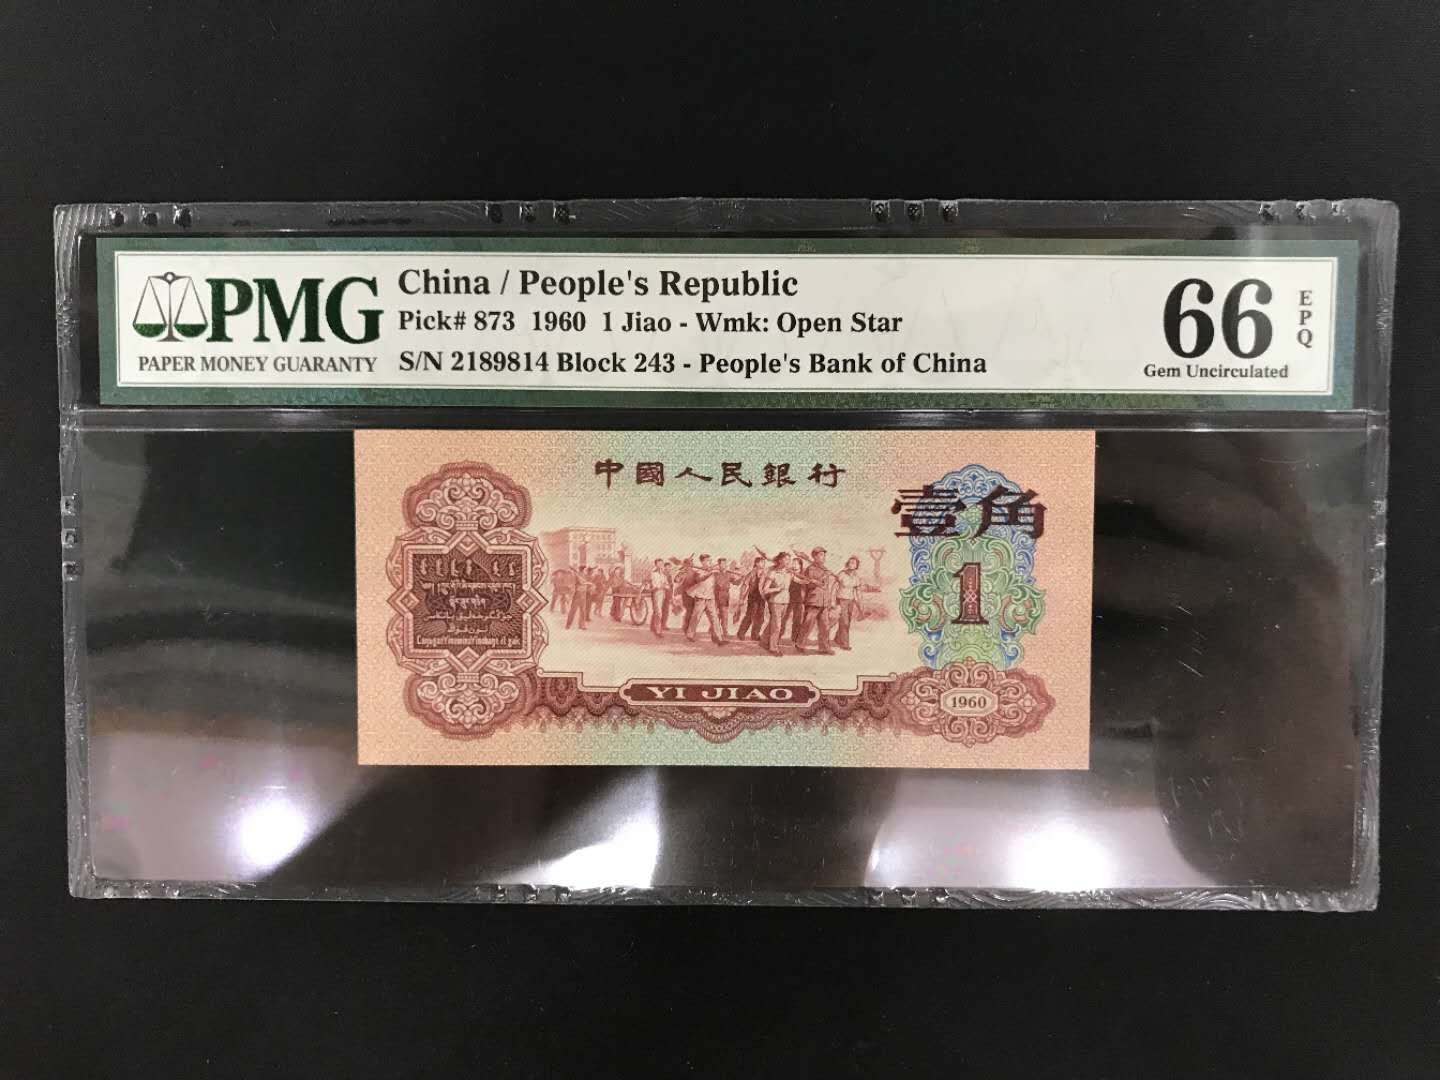 PMG
PAPER MONEY GUARANTY
China / People's Republic
Pick# 873 1960 1 Jiao - Wmk: Open Star
S/N 2189814 Block 243 - People's Bank of China
66 EPQ
Gem Uncirculated
中國人民銀行
壹角
1
YI JIAO
1960